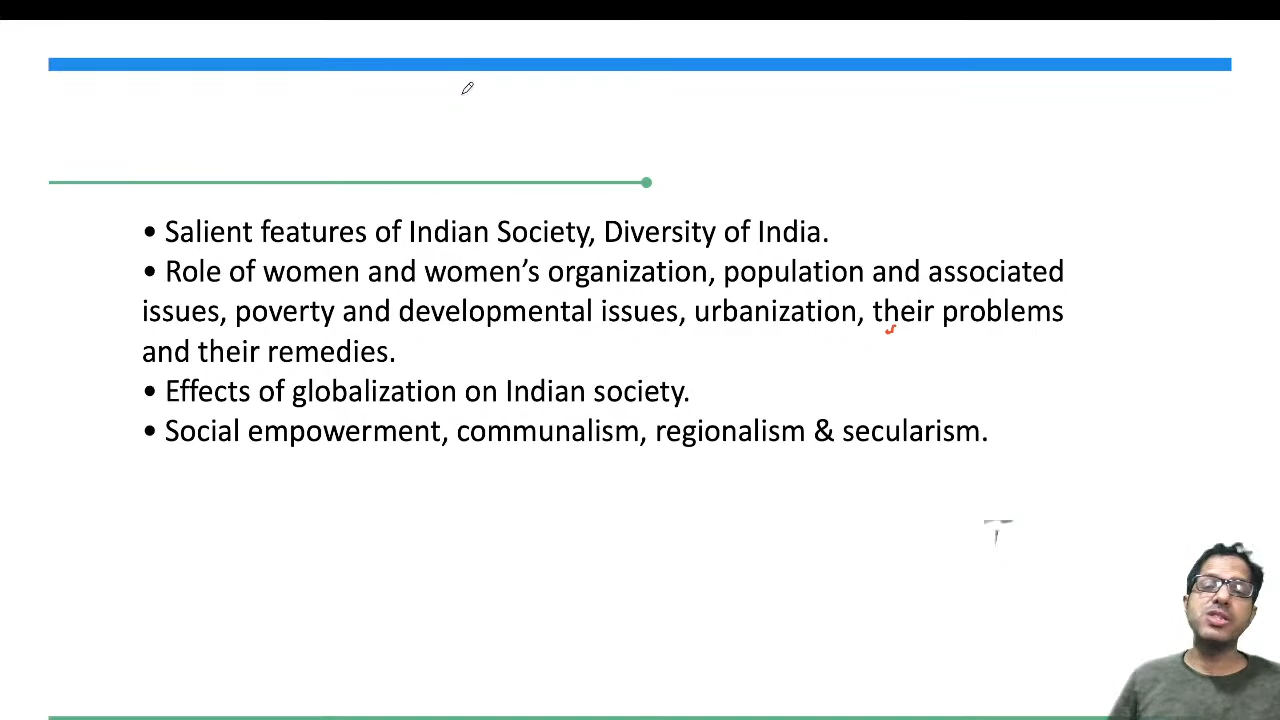 • Salient features of Indian Society, Diversity of India.
• Role of women and women’s organization, population and associated
issues, poverty and developmental issues, urbanization, their problems
and their remedies.
• Effects of globalization on Indian society.
• Social empowerment, communalism, regionalism & secularism.